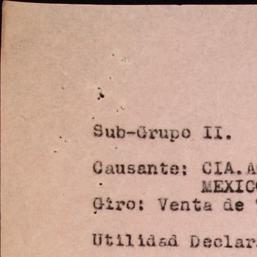 Sub-Grupo II.
Causante: CIA. A
MEXIC
Giro: Venta de
Utilidad Declar